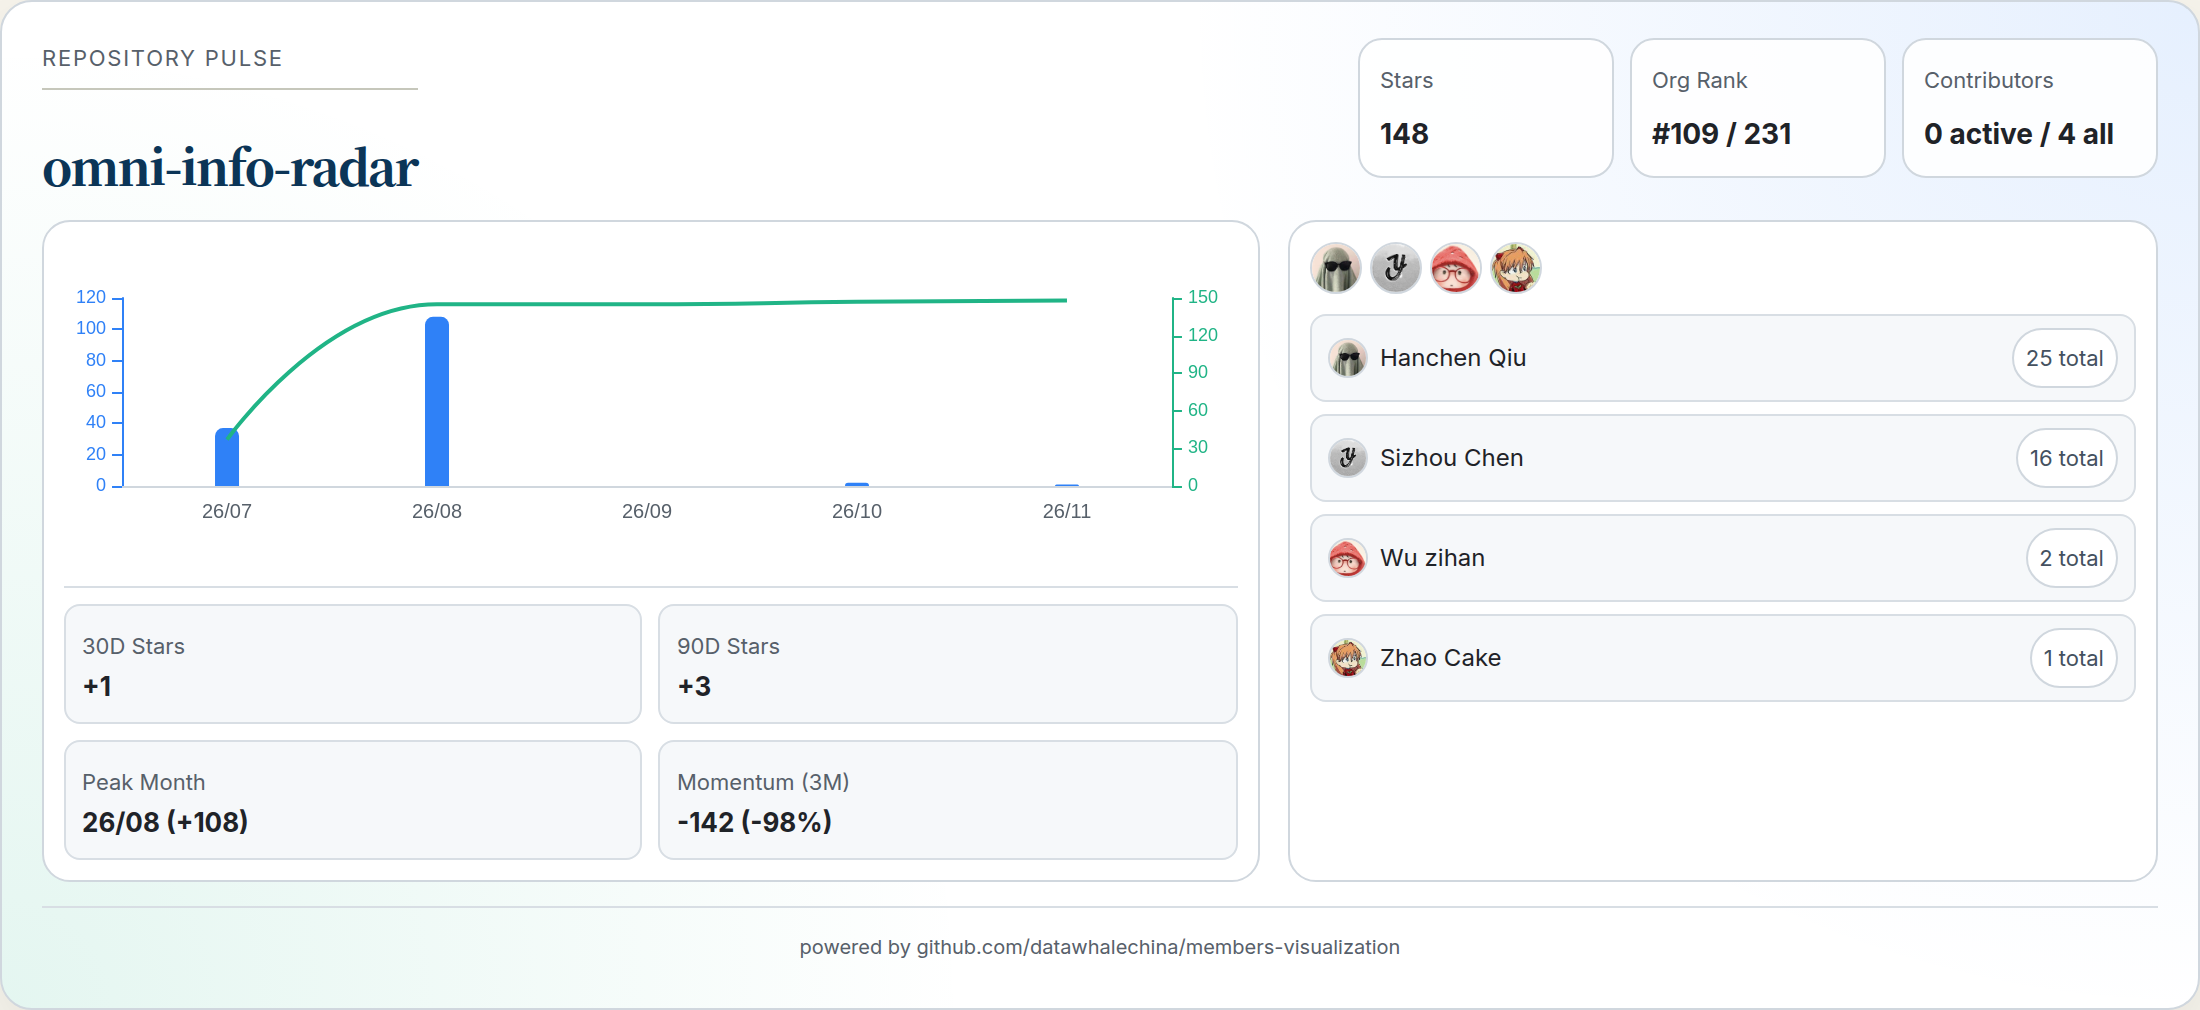 REPOSITORY PULSE
omni-info-radar
Stars
148
Org Rank
#109 / 231
Contributors
0 active / 4 all
120
100
80
60
40
20
0
150
120
90
60
30
0
26/07
26/08
26/09
26/10
26/11
30D Stars
+1
90D Stars
+3
Peak Month
26/08 (+108)
Momentum (3M)
-142 (-98%)
Hanchen Qiu
25 total
Sizhou Chen
16 total
Wu zihan
2 total
Zhao Cake
1 total
powered by github.com/datawhalechina/members-visualization